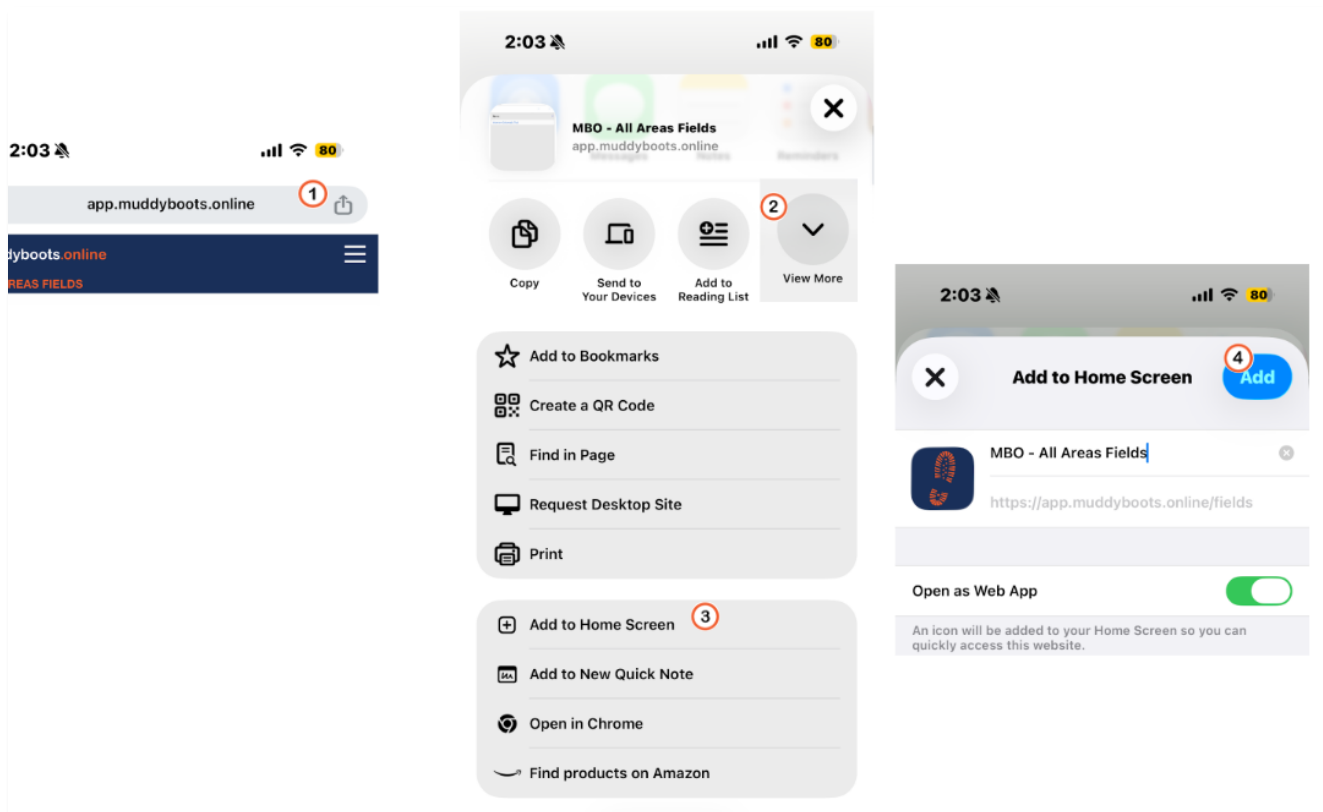 2:03
80
app.muddyboots.online
1
dyboots.online
REAS FIELDS
2:03
80
MBO - All Areas Fields
app.muddyboots.online
Messages
Notes
Reminders
2
Copy
Send to
Your Devices
Add to
Reading List
View More
Add to Bookmarks
Create a QR Code
Find in Page
Request Desktop Site
Print
Add to Home Screen
3
Add to New Quick Note
Open in Chrome
Find products on Amazon
2:03
80
4
Add to Home Screen
Add
MBO - All Areas Fields
https://app.muddyboots.online/fields
Open as Web App
An icon will be added to your Home Screen so you can
quickly access this website.